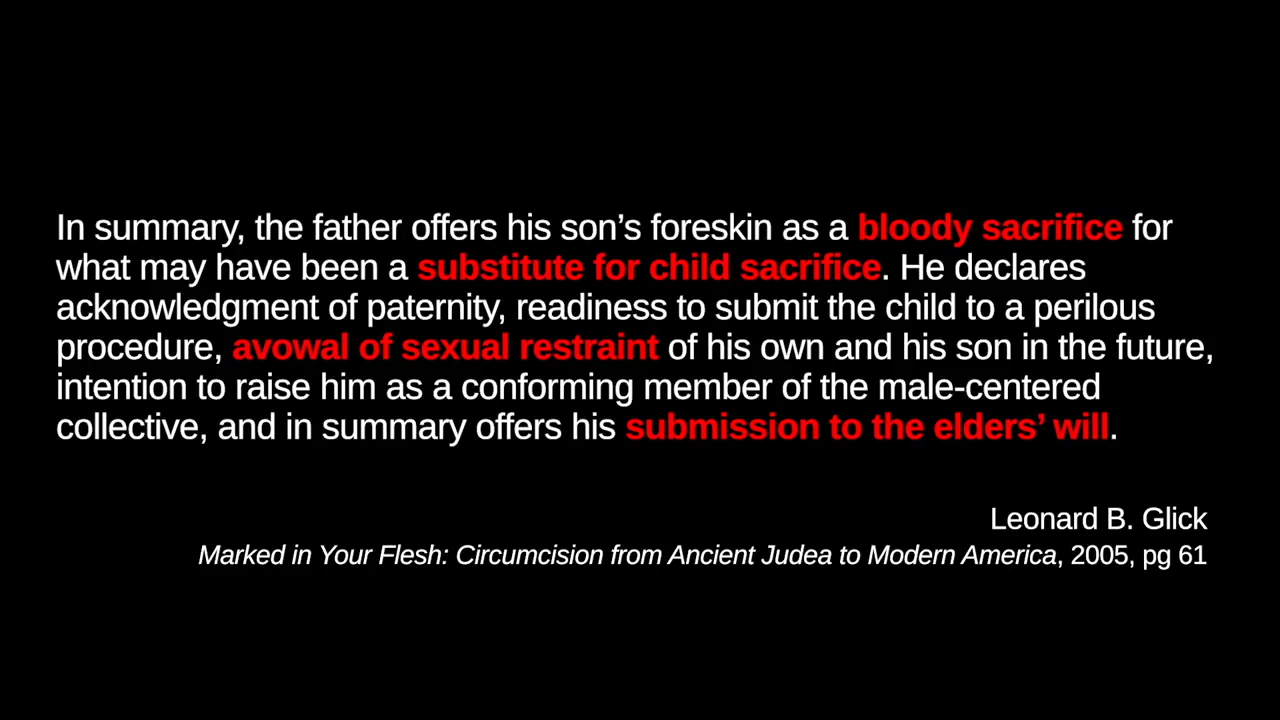 In summary, the father offers his son’s foreskin as a bloody sacrifice for
what may have been a substitute for child sacrifice. He declares
acknowledgment of paternity, readiness to submit the child to a perilous
procedure, avowal of sexual restraint of his own and his son in the future,
intention to raise him as a conforming member of the male-centered
collective, and in summary offers his submission to the elders’ will.
Leonard B. Glick
Marked in Your Flesh: Circumcision from Ancient Judea to Modern America, 2005, pg 61